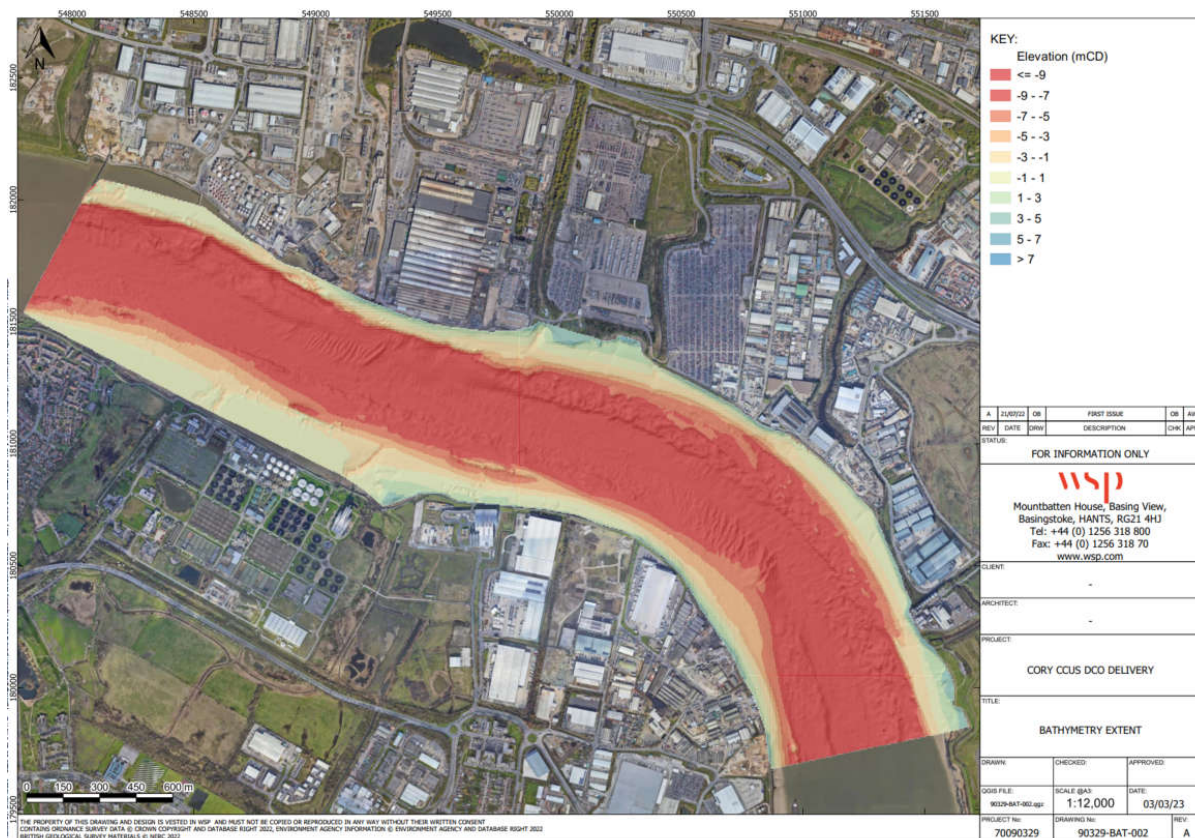 548000 548500 549000 549500 550000 550500 551000 551500
182500
182000
181500
181000
180500
180000
179500
N
KEY:
Elevation (mCD)
<= -9
-9 - -7
-7 - -5
-5 - -3
-3 - -1
-1 - 1
1 - 3
3 - 5
5 - 7
> 7
A 21/07/22 OB FIRST ISSUE OB
REV DATE DRW DESCRIPTION CHK
STATUS:
FOR INFORMATION ONLY
wsp
Mountbatten House, Basing View,
Basingstoke, HANTS, RG21 4HJ
Tel: +44 (0) 1256 318 800
Fax: +44 (0) 1256 318 70
www.wsp.com
CLIENT:
-
ARCHITECT:
-
PROJECT:
CORY CCUS DCO DELIVERY
TITLE:
BATHYMETRY EXTENT
DRAWN: CHECKED: APPROVED:
QGIS FILE: SCALE @A3: DATE:
90329-BAT-002.qgz 1:12,000 03/03/23
PROJECT No: DRAWING No: REV:
70090329 90329-BAT-002 A
0 150 300 450 600 m
THE PROPERTY OF THIS DRAWING AND DESIGN IS VESTED IN WSP AND MUST NOT BE COPIED OR REPRODUCED IN ANY WAY WITHOUT THEIR WRITTEN CONSENT
CONTAINS ORDNANCE SURVEY DATA © CROWN COPYRIGHT AND DATABASE RIGHT 2022, ENVIRONMENT AGENCY INFORMATION © ENVIRONMENT AGENCY AND DATABASE RIGHT 2022
BRITISH GEOLOGICAL SURVEY MATERIALS © NERC 2022